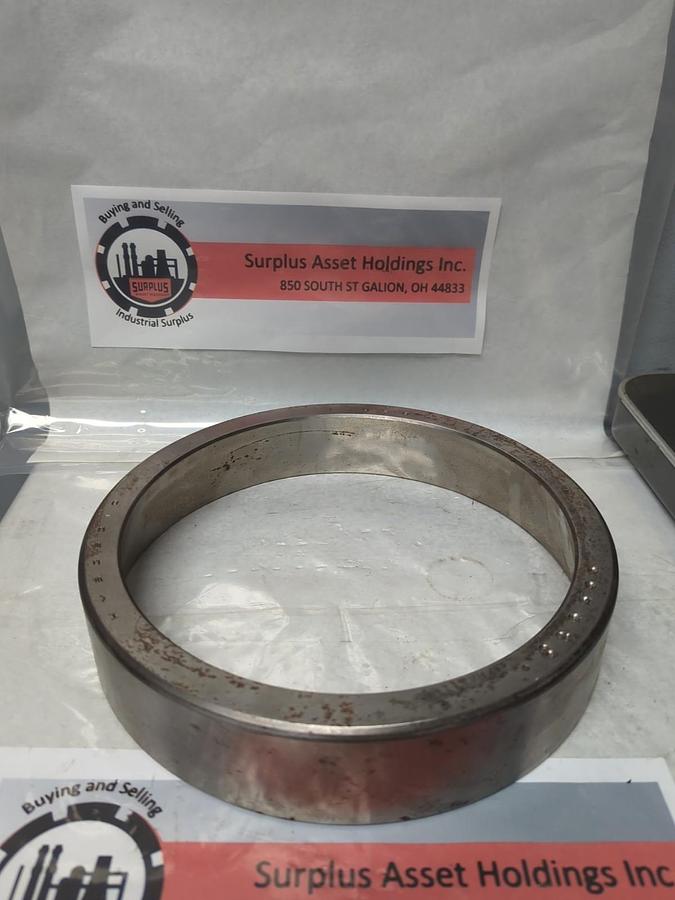 Buying and Selling
SURPLUS
Industrial Surplus
Surplus Asset Holdings Inc.
850 SOUTH ST GALION, OH 44833
Buying and Selling
Surplus Asset Holdings Inc.